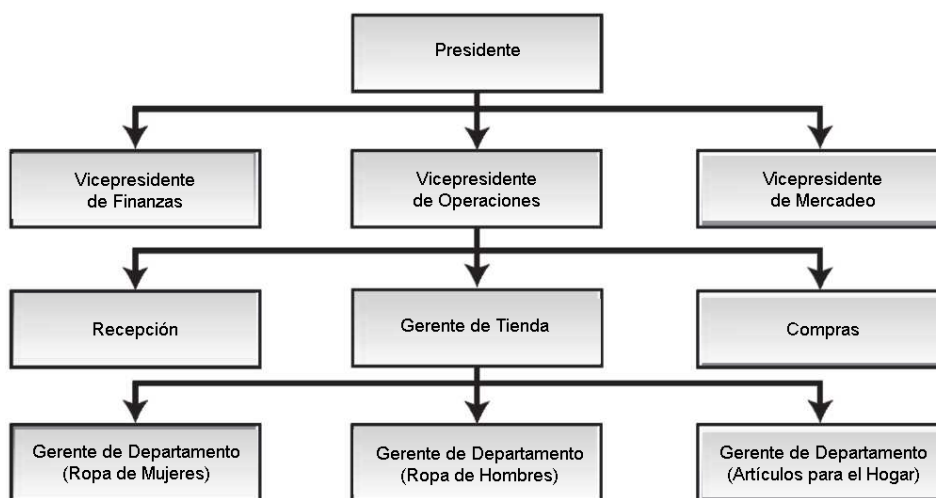 Presidente
Vicepresidente
de Finanzas
Vicepresidente
de Operaciones
Vicepresidente
de Mercadeo
Recepción
Gerente de Tienda
Compras
Gerente de Departamento
(Ropa de Mujeres)
Gerente de Departamento
(Ropa de Hombres)
Gerente de Departamento
(Artículos para el Hogar)